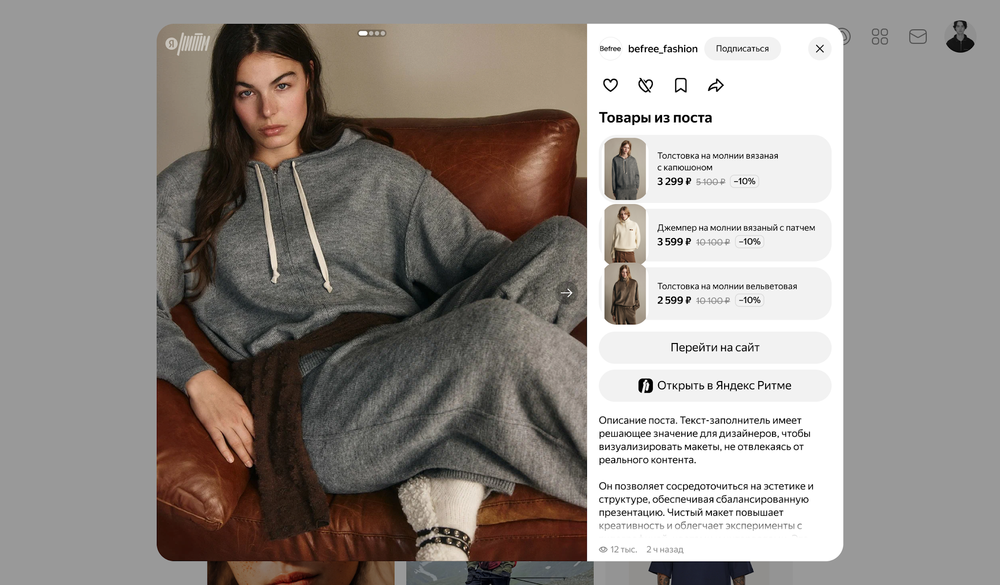 Я Ритм
Befree
befree_fashion
Подписаться
Товары из поста
Толстовка на молнии вязаная
с капюшоном
3 299 ₽ 5 100 ₽ –10%
Джемпер на молнии вязаный с патчем
3 599 ₽ 10 100 ₽ –10%
Толстовка на молнии вельветовая
2 599 ₽ 10 100 ₽ –10%
Перейти на сайт
Открыть в Яндекс Ритме
Описание поста. Текст-заполнитель имеет
решающее значение для дизайнеров, чтобы
визуализировать макеты, не отвлекаясь от
реального контента.
Он позволяет сосредоточиться на эстетике и
структуре, обеспечивая сбалансированную
презентацию. Чистый макет повышает
креативность и облегчает эксперименты с
12 тыс. 2 ч назад